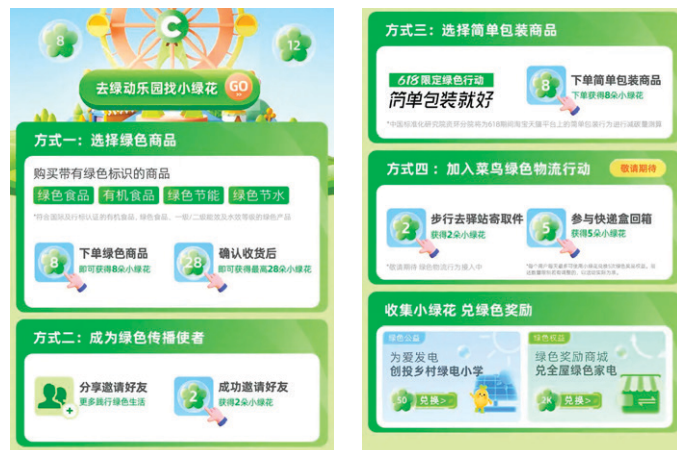 8
C
12
去绿动乐园找小绿花 GO
方式一：选择绿色商品
购买带有绿色标识的商品
绿色食品 有机食品 绿色节能 绿色节水
8
下单绿色商品
即可获得8朵小绿花
28
确认收货后
即可获得最高28朵小绿花
方式二：成为绿色传播使者
分享邀请好友
更多践行绿色生活
2
成功邀请好友
获得2朵小绿花
方式三：选择简单包装商品
618限定绿色行动
简单包装就好
8
下单简单包装商品
下单获得8朵小绿花
方式四：加入菜鸟绿色物流行动 敬请期待
2
步行去驿站寄取件
获得2朵小绿花
5
参与快递盒回箱
获得5朵小绿花
*敬请期待 绿色物流行为接入中
收集小绿花 兑绿色奖励
绿色公益
为爱发电
创投乡村绿电小学
50 兑换>
绿色权益
绿色奖励商城
兑全屋绿色家电
2K 兑换>